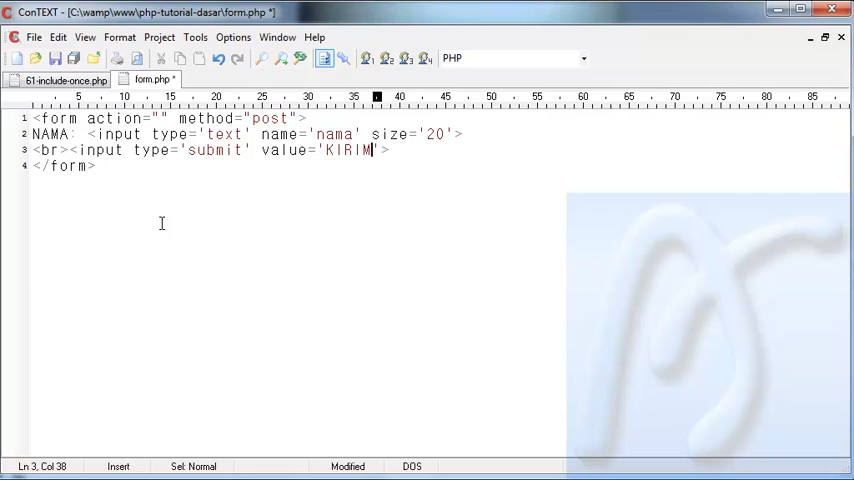 ConTEXT - [C:\wamp\www\php-tutorial-dasar\form.php *]
File Edit View Format Project Tools Options Window Help
PHP
61-include-once.php form.php *
0 5 10 15 20 25 30 35 40 45 50 55 60 65 70 75 80 85
1 <form action="" method="post">
2 NAMA: <input type='text' name='nama' size='20'>
3 <br><input type='submit' value='KIRIM'>
4 </form>
Ln 3, Col 38 Insert Sel: Normal Modified DOS